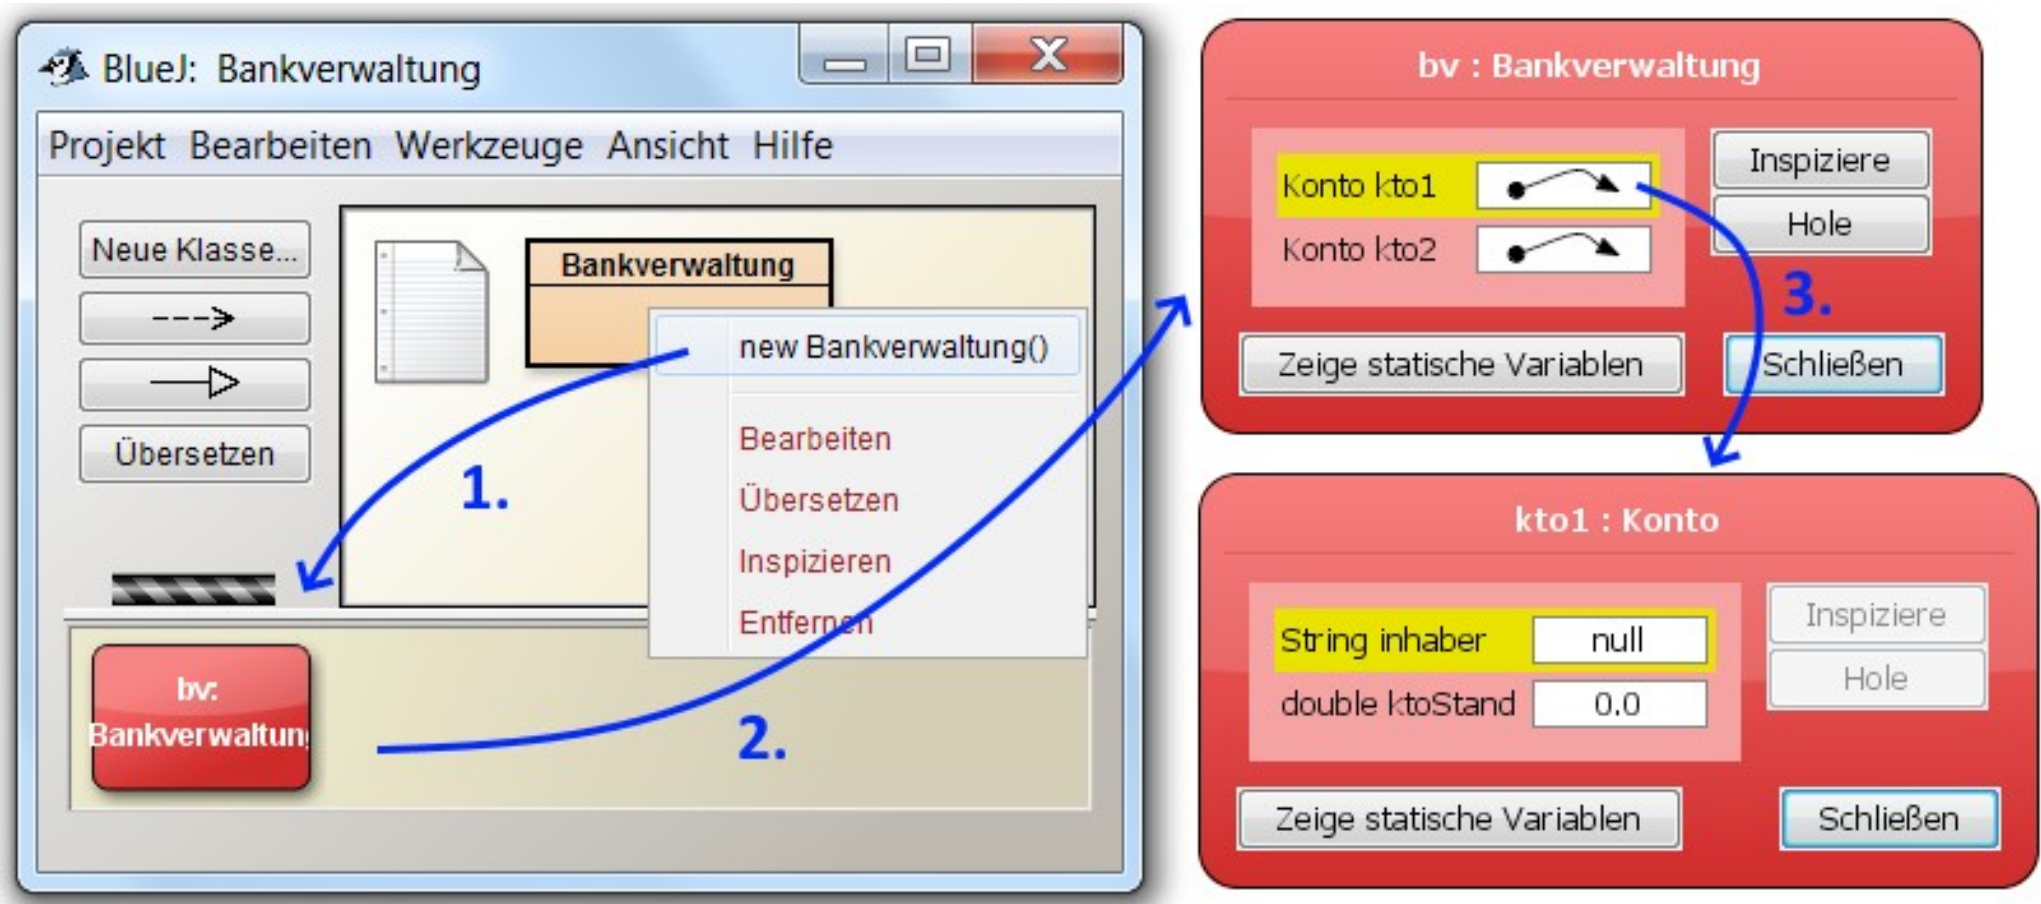 BlueJ: Bankverwaltung
Projekt Bearbeiten Werkzeuge Ansicht Hilfe
Neue Klasse...
Übersetzen
Bankverwaltung
new Bankverwaltung()
Bearbeiten
Übersetzen
Inspizieren
Entfernen
1.
bv:
Bankverwaltun
2.
bv : Bankverwaltung
Konto kto1
Konto kto2
Inspiziere
Hole
3.
Zeige statische Variablen
Schließen
kto1 : Konto
String inhaber null
double ktoStand 0.0
Inspiziere
Hole
Zeige statische Variablen
Schließen